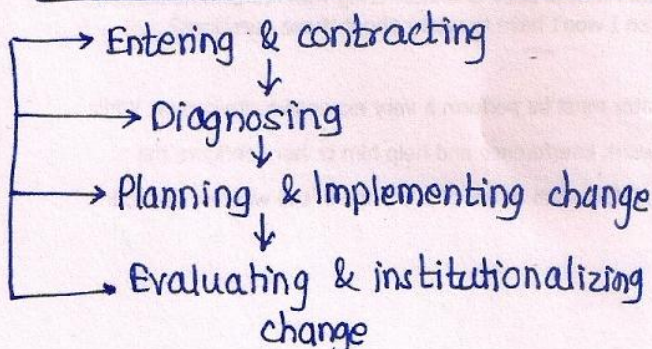 Entering & contracting
Diagnosing
Planning & Implementing change
Evaluating & institutionalizing
change